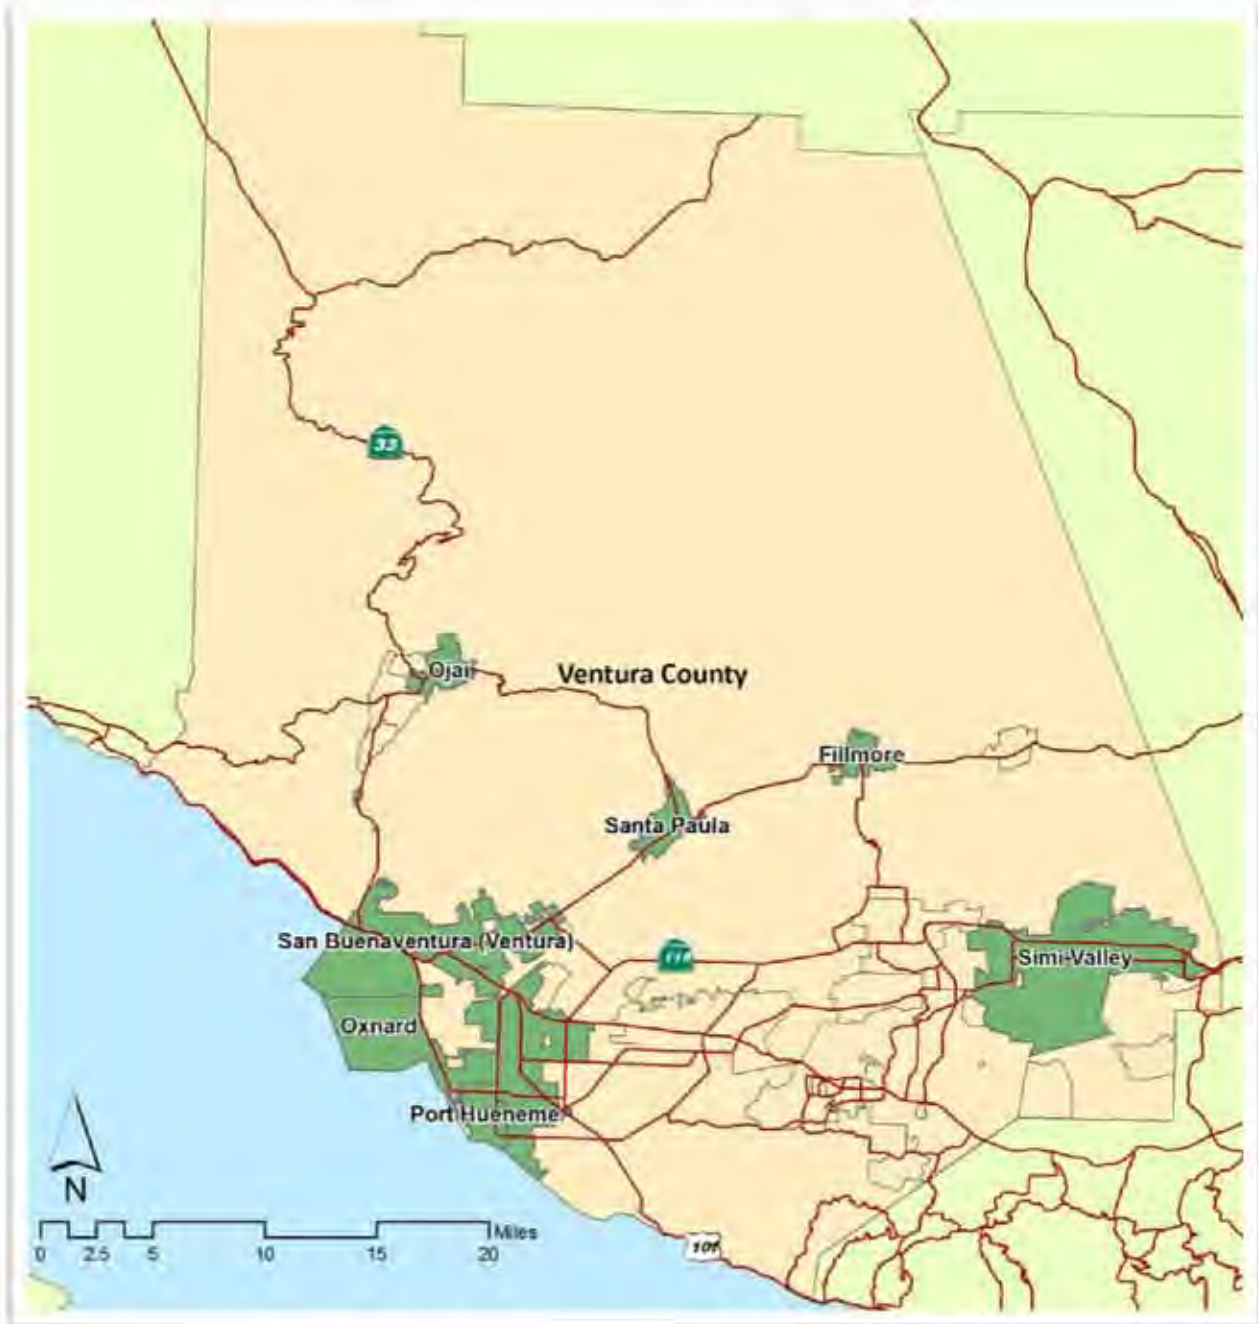 33
Ojai
Ventura County
Fillmore
Santa Paula
San Buenaventura (Ventura)
118
Simi Valley
Oxnard
Port Hueneme
N
Miles
0 2.5 5 10 15 20
101